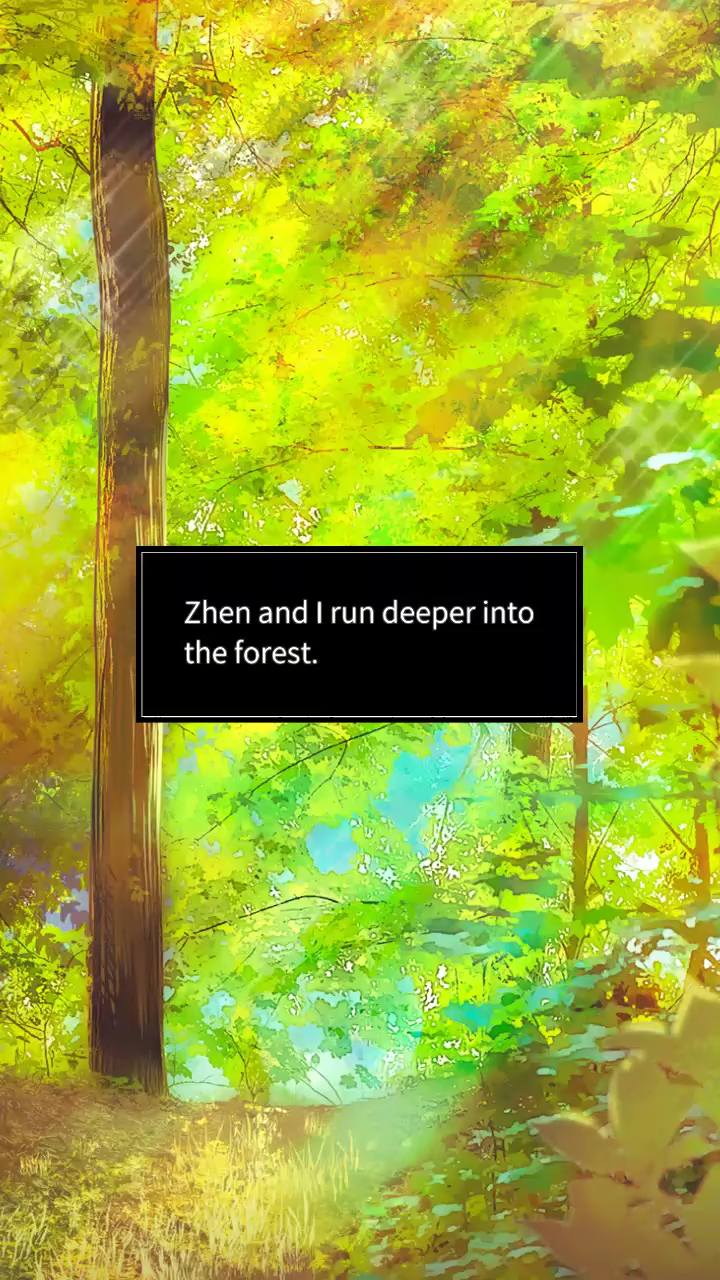 Zhen and I run deeper into
the forest.